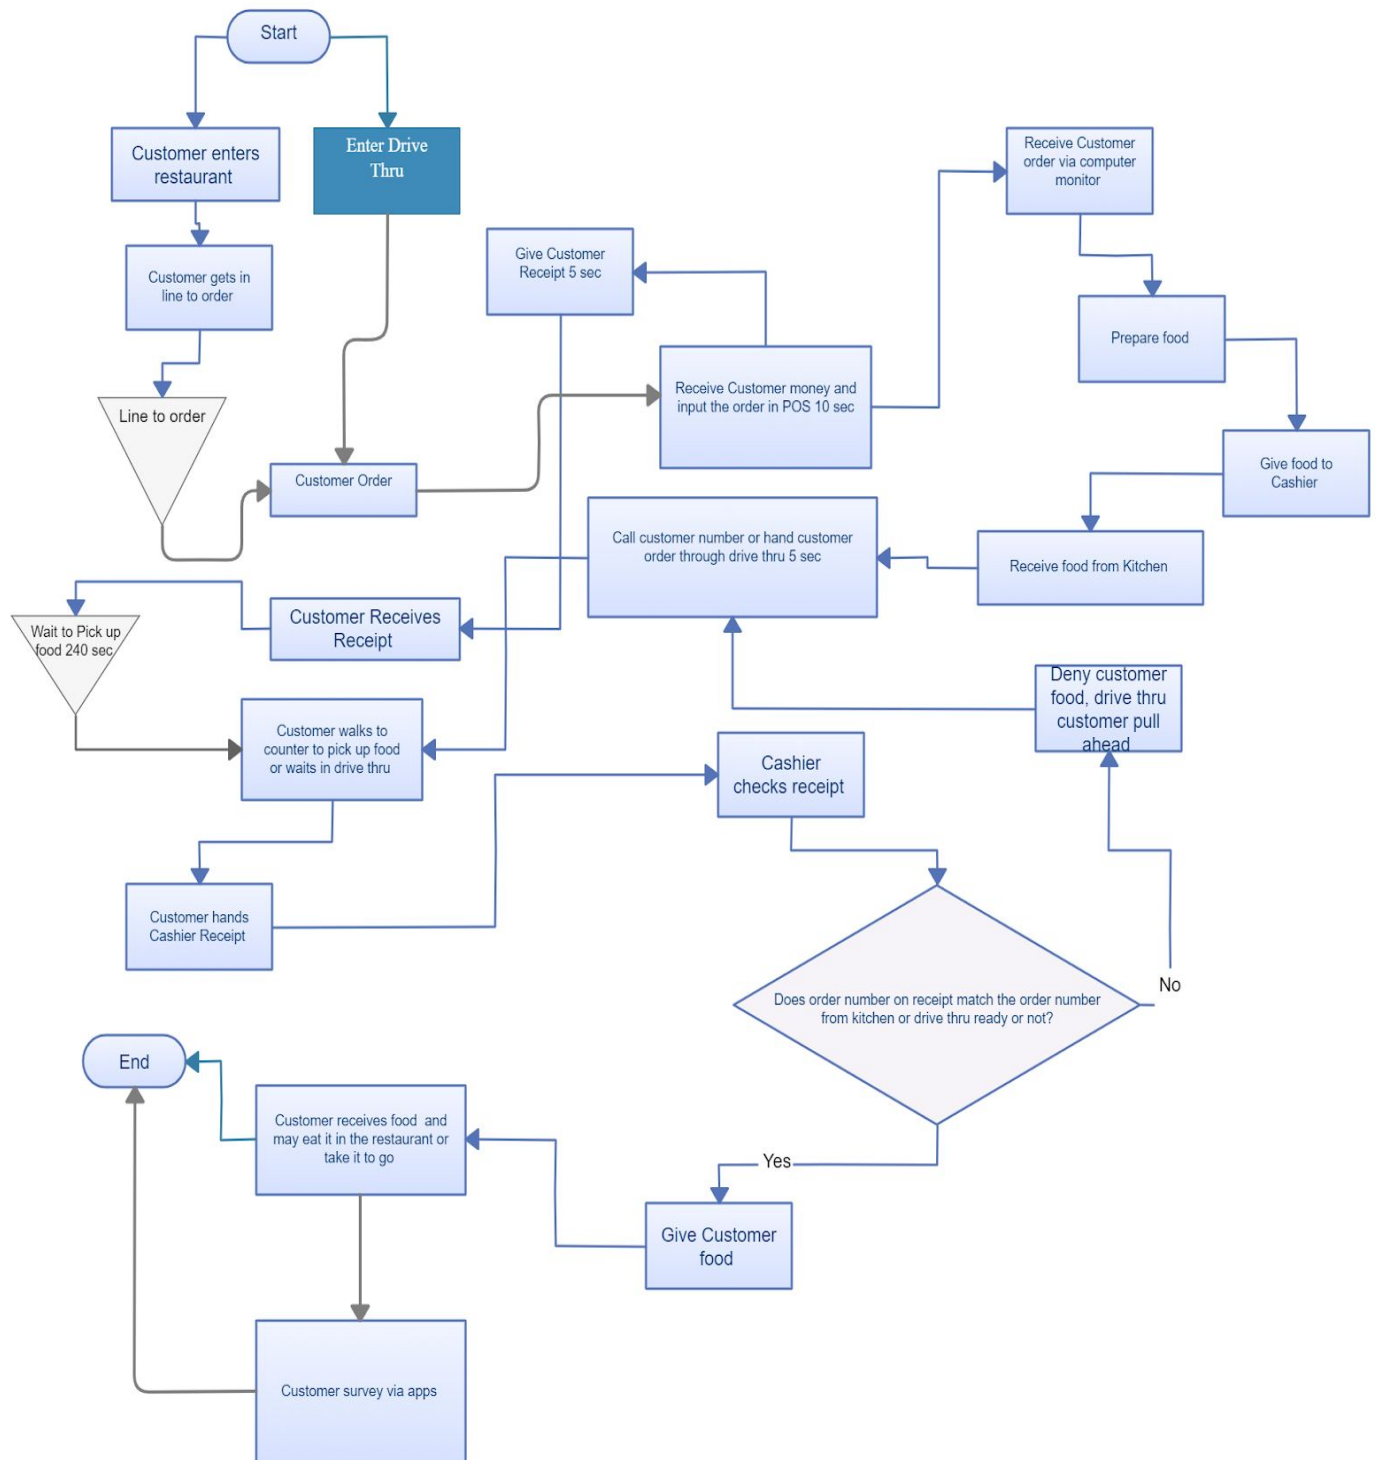 Start
Customer enters
restaurant
Enter Drive
Thru
Receive Customer
order via computer
monitor
Customer gets in
line to order
Give Customer
Receipt 5 sec
Prepare food
Line to order
Receive Customer money and
input the order in POS 10 sec
Customer Order
Give food to
Cashier
Call customer number or hand customer
order through drive thru 5 sec
Receive food from Kitchen
Customer Receives
Receipt
Wait to Pick up
food 240 sec
Deny customer
food, drive thru
customer pull
ahead
Customer walks to
counter to pick up food
or waits in drive thru
Cashier
checks receipt
Customer hands
Cashier Receipt
No
Does order number on receipt match the order number
from kitchen or drive thru ready or not?
End
Customer receives food and
may eat it in the restaurant or
take it to go
Yes
Give Customer
food
Customer survey via apps